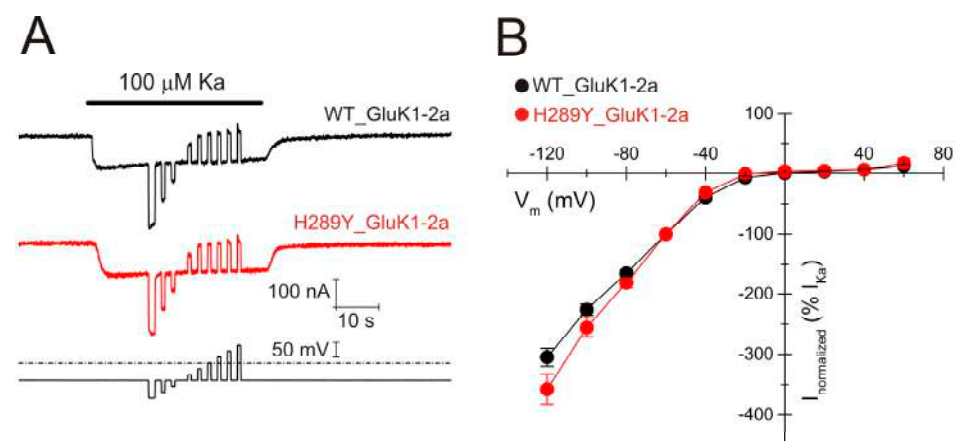 A
100 μM Ka
WT_GluK1-2a
H289Y_GluK1-2a
100 nA
10 s
50 mV
B
WT_GluK1-2a
H289Y_GluK1-2a
100
-120 -80 -40 40 80
Vm (mV)
-100
-200
-300
-400
Inormalized (% IKa)